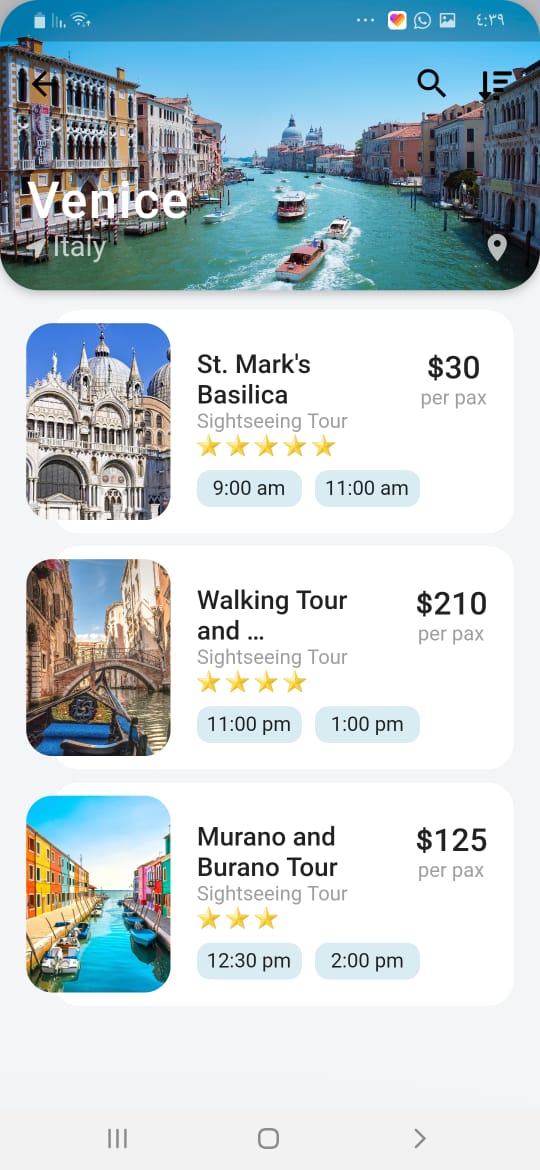 ٤:٣٩
Venice
Italy
St. Mark's
Basilica
$30
per pax
Sightseeing Tour
9:00 am 11:00 am
Walking Tour
and ...
$210
per pax
Sightseeing Tour
11:00 pm 1:00 pm
Murano and
Burano Tour
$125
per pax
Sightseeing Tour
12:30 pm 2:00 pm